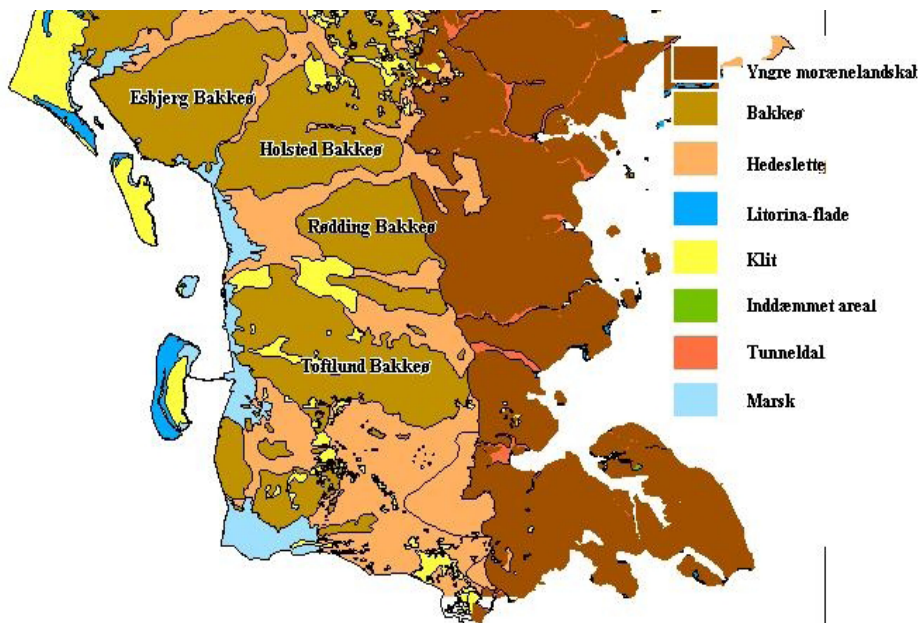 Esbjerg Bakkeø
Holsted Bakkeø
Rødding Bakkeø
Toftlund Bakkeø
Yngre morænelandskab
Bakkeø
Hedeslette
Litorina-flade
Klit
Inddæmmet areal
Tunneldal
Marsk